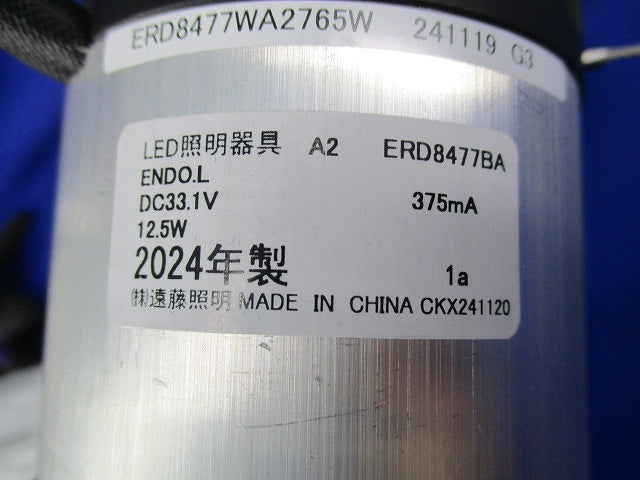 ERD8477WA2765W 241119 G3
LED照明器具 A2 ERD8477BA
ENDO.L
DC33.1V 375mA
12.5W
2024年製 1a
(株)遠藤照明 MADE IN CHINA CKX241120